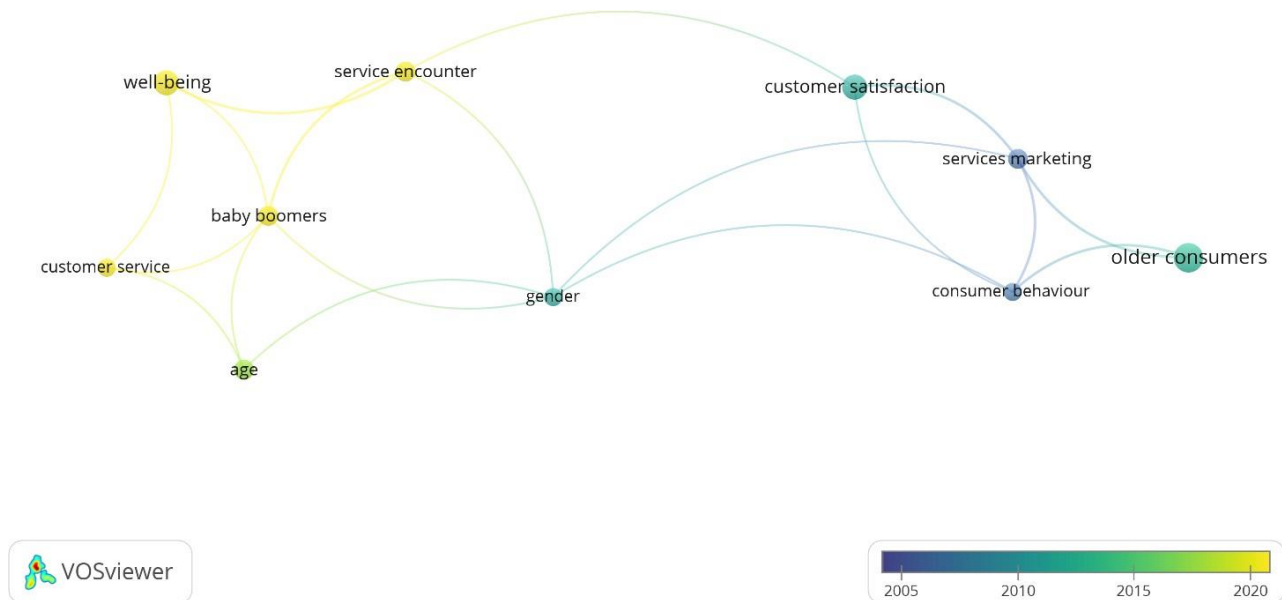 well-being
service encounter
customer satisfaction
services marketing
baby boomers
older consumers
customer service
consumer behaviour
gender
age
VOSviewer
2005
2010
2015
2020